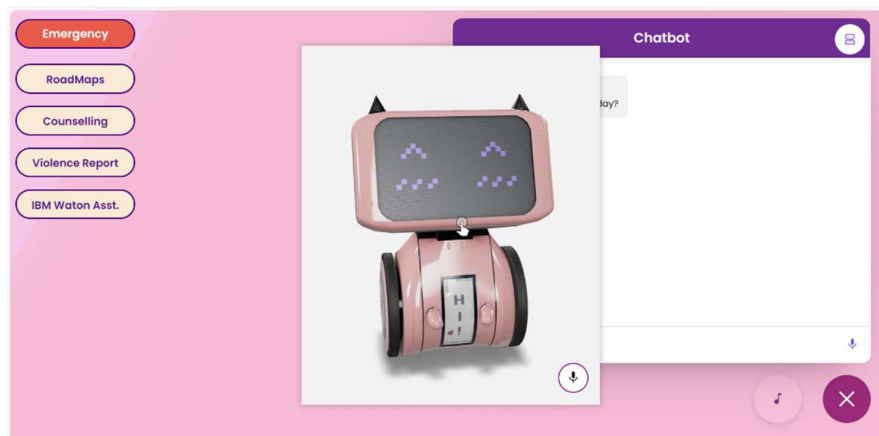 Emergency
RoadMaps
Counselling
Violence Report
IBM Waton Asst.
Chatbot
day?
HI!